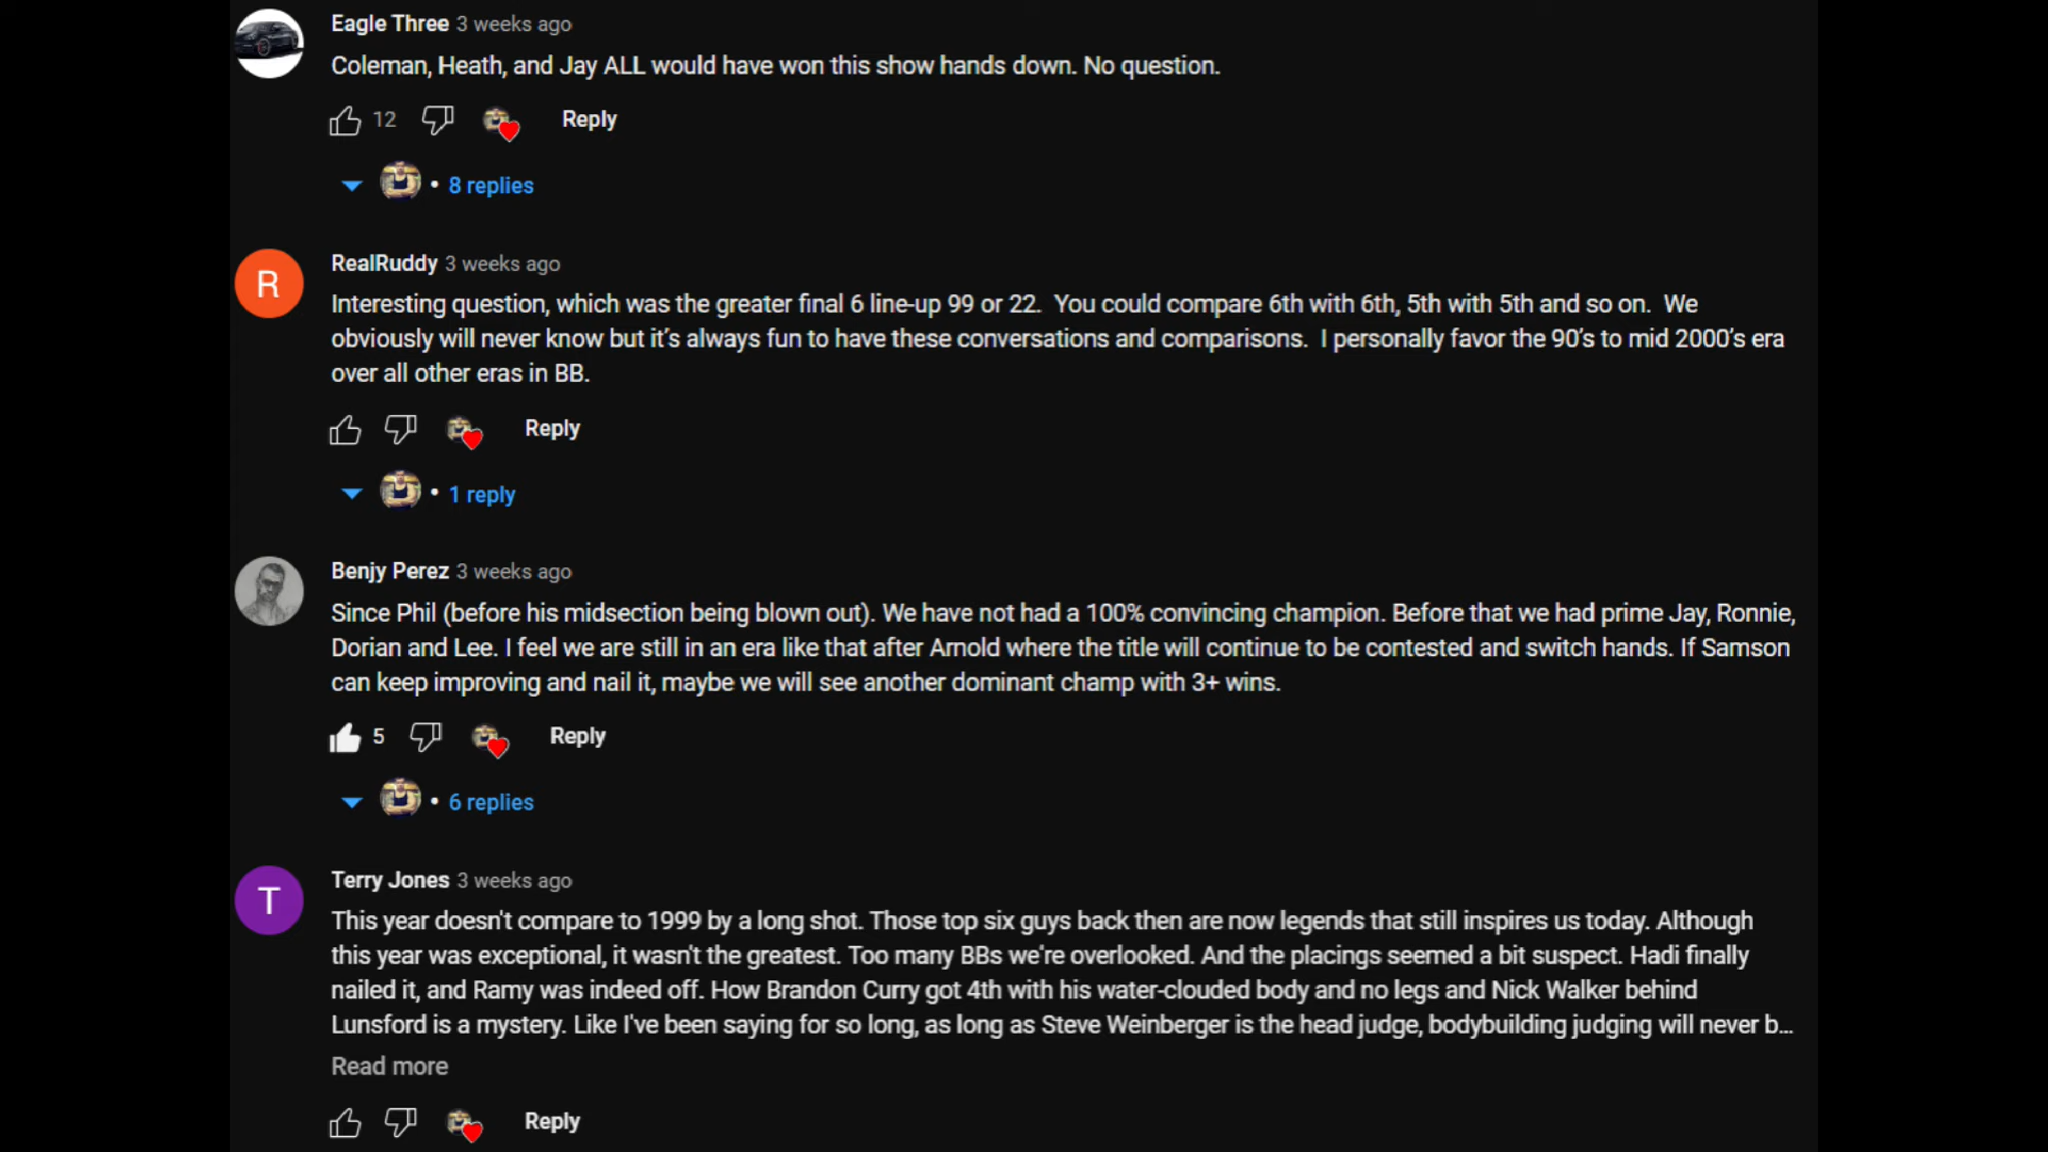 Eagle Three 3 weeks ago
Coleman, Heath, and Jay ALL would have won this show hands down. No question.
12 Reply
• 8 replies
R
RealRuddy 3 weeks ago
Interesting question, which was the greater final 6 line-up 99 or 22. You could compare 6th with 6th, 5th with 5th and so on. We
obviously will never know but it's always fun to have these conversations and comparisons. I personally favor the 90's to mid 2000's era
over all other eras in BB.
Reply
• 1 reply
Benjy Perez 3 weeks ago
Since Phil (before his midsection being blown out). We have not had a 100% convincing champion. Before that we had prime Jay, Ronnie,
Dorian and Lee. I feel we are still in an era like that after Arnold where the title will continue to be contested and switch hands. If Samson
can keep improving and nail it, maybe we will see another dominant champ with 3+ wins.
5 Reply
• 6 replies
T
Terry Jones 3 weeks ago
This year doesn't compare to 1999 by a long shot. Those top six guys back then are now legends that still inspires us today. Although
this year was exceptional, it wasn't the greatest. Too many BBs we're overlooked. And the placings seemed a bit suspect. Hadi finally
nailed it, and Ramy was indeed off. How Brandon Curry got 4th with his water-clouded body and no legs and Nick Walker behind
Lunsford is a mystery. Like I've been saying for so long, as long as Steve Weinberger is the head judge, bodybuilding judging will never b...
Read more
Reply